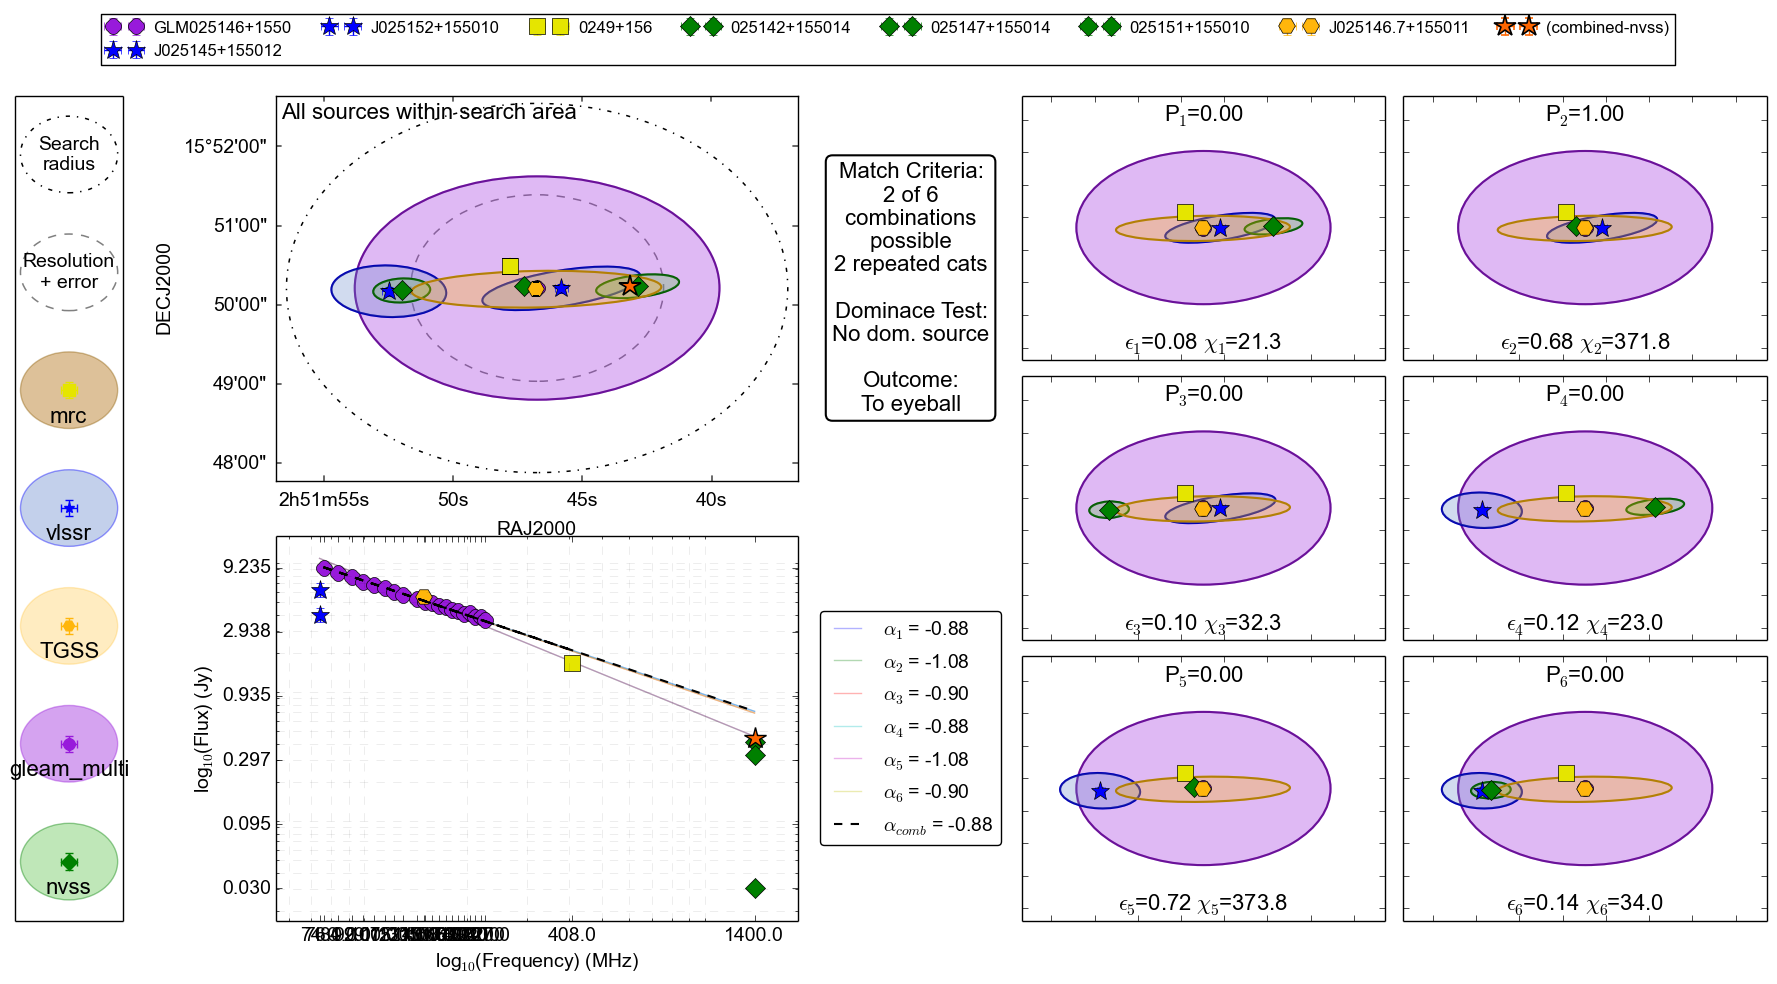 GLM025146+1550 J025152+155010 0249+156 025142+155014 025147+155014 025151+155010 J025146.7+155011 (combined-nvss)
J025145+155012
Search
radius
Resolution
+ error
mrc
vlssr
TGSS
gleam_multi
nvss
All sources within search area
DECJ2000
15°52'00"
51'00"
50'00"
49'00"
48'00"
2h51m55s 50s 45s 40s
RAJ2000
Match Criteria:
2 of 6
combinations
possible
2 repeated cats
Dominace Test:
No dom. source
Outcome:
To eyeball
log10(Flux) (Jy)
9.235
2.938
0.935
0.297
0.095
0.030
408.0 1400.0
log10(Frequency) (MHz)
α1 = -0.88
α2 = -1.08
α3 = -0.90
α4 = -0.88
α5 = -1.08
α6 = -0.90
αcomb = -0.88
P1=0.00
ϵ1=0.08 χ1=21.3
P2=1.00
ϵ2=0.68 χ2=371.8
P3=0.00
ϵ3=0.10 χ3=32.3
P4=0.00
ϵ4=0.12 χ4=23.0
P5=0.00
ϵ5=0.72 χ5=373.8
P6=0.00
ϵ6=0.14 χ6=34.0